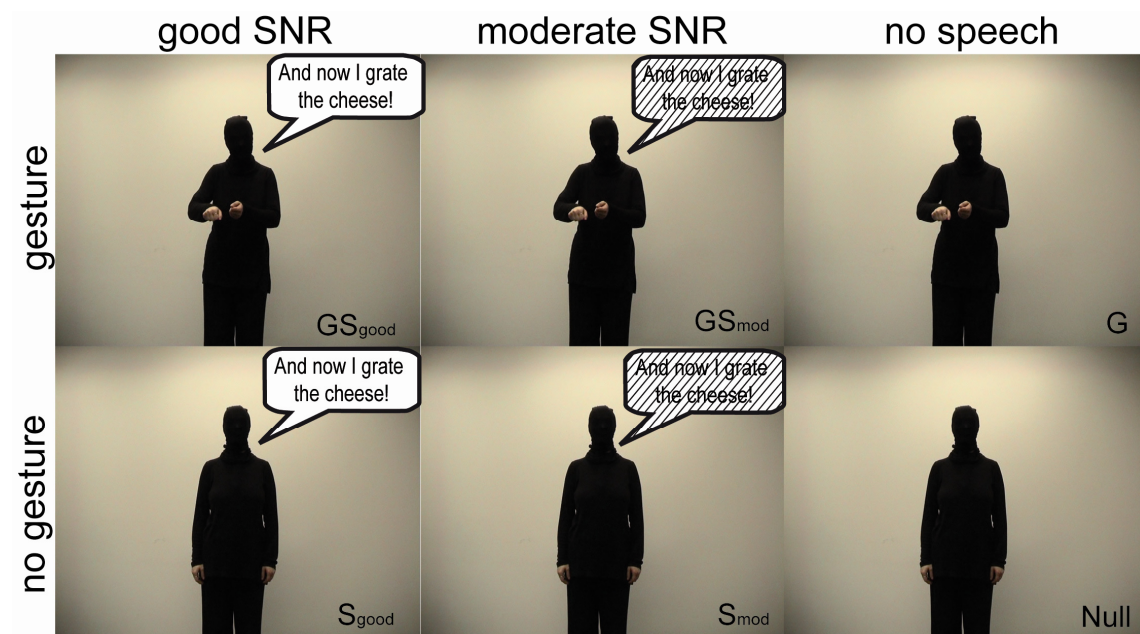 good SNR
moderate SNR
no speech
gesture
And now I grate
the cheese!
GSgood
And now I grate
the cheese!
GSmod
G
no gesture
And now I grate
the cheese!
Sgood
And now I grate
the cheese!
Smod
Null